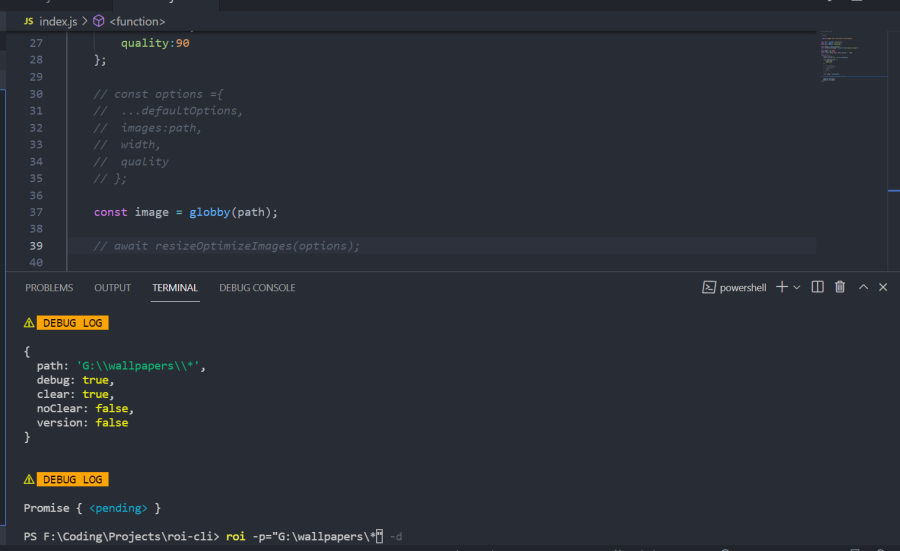 JS index.js > <function>
27 quality:90
28 };
29
30 // const options ={
31 // ...defaultOptions,
32 // images:path,
33 // width,
34 // quality
35 // };
36
37 const image = globby(path);
38
39 // await resizeOptimizeImages(options);
40
PROBLEMS OUTPUT TERMINAL DEBUG CONSOLE powershell
⚠ DEBUG LOG
{
path: 'G:\\wallpapers\\*',
debug: true,
clear: true,
noClear: false,
version: false
}
⚠ DEBUG LOG
Promise { <pending> }
PS F:\Coding\Projects\roi-cli> roi -p="G:\wallpapers\*" -d